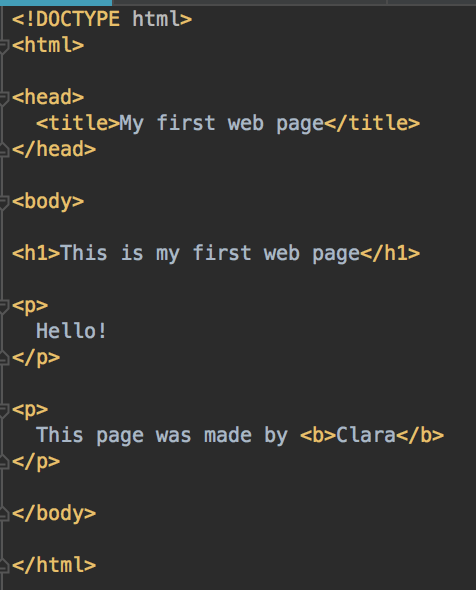 <!DOCTYPE html>
<html>
<head>
<title>My first web page</title>
</head>
<body>
<h1>This is my first web page</h1>
<p>
Hello!
</p>
<p>
This page was made by <b>Clara</b>
</p>
</body>
</html>